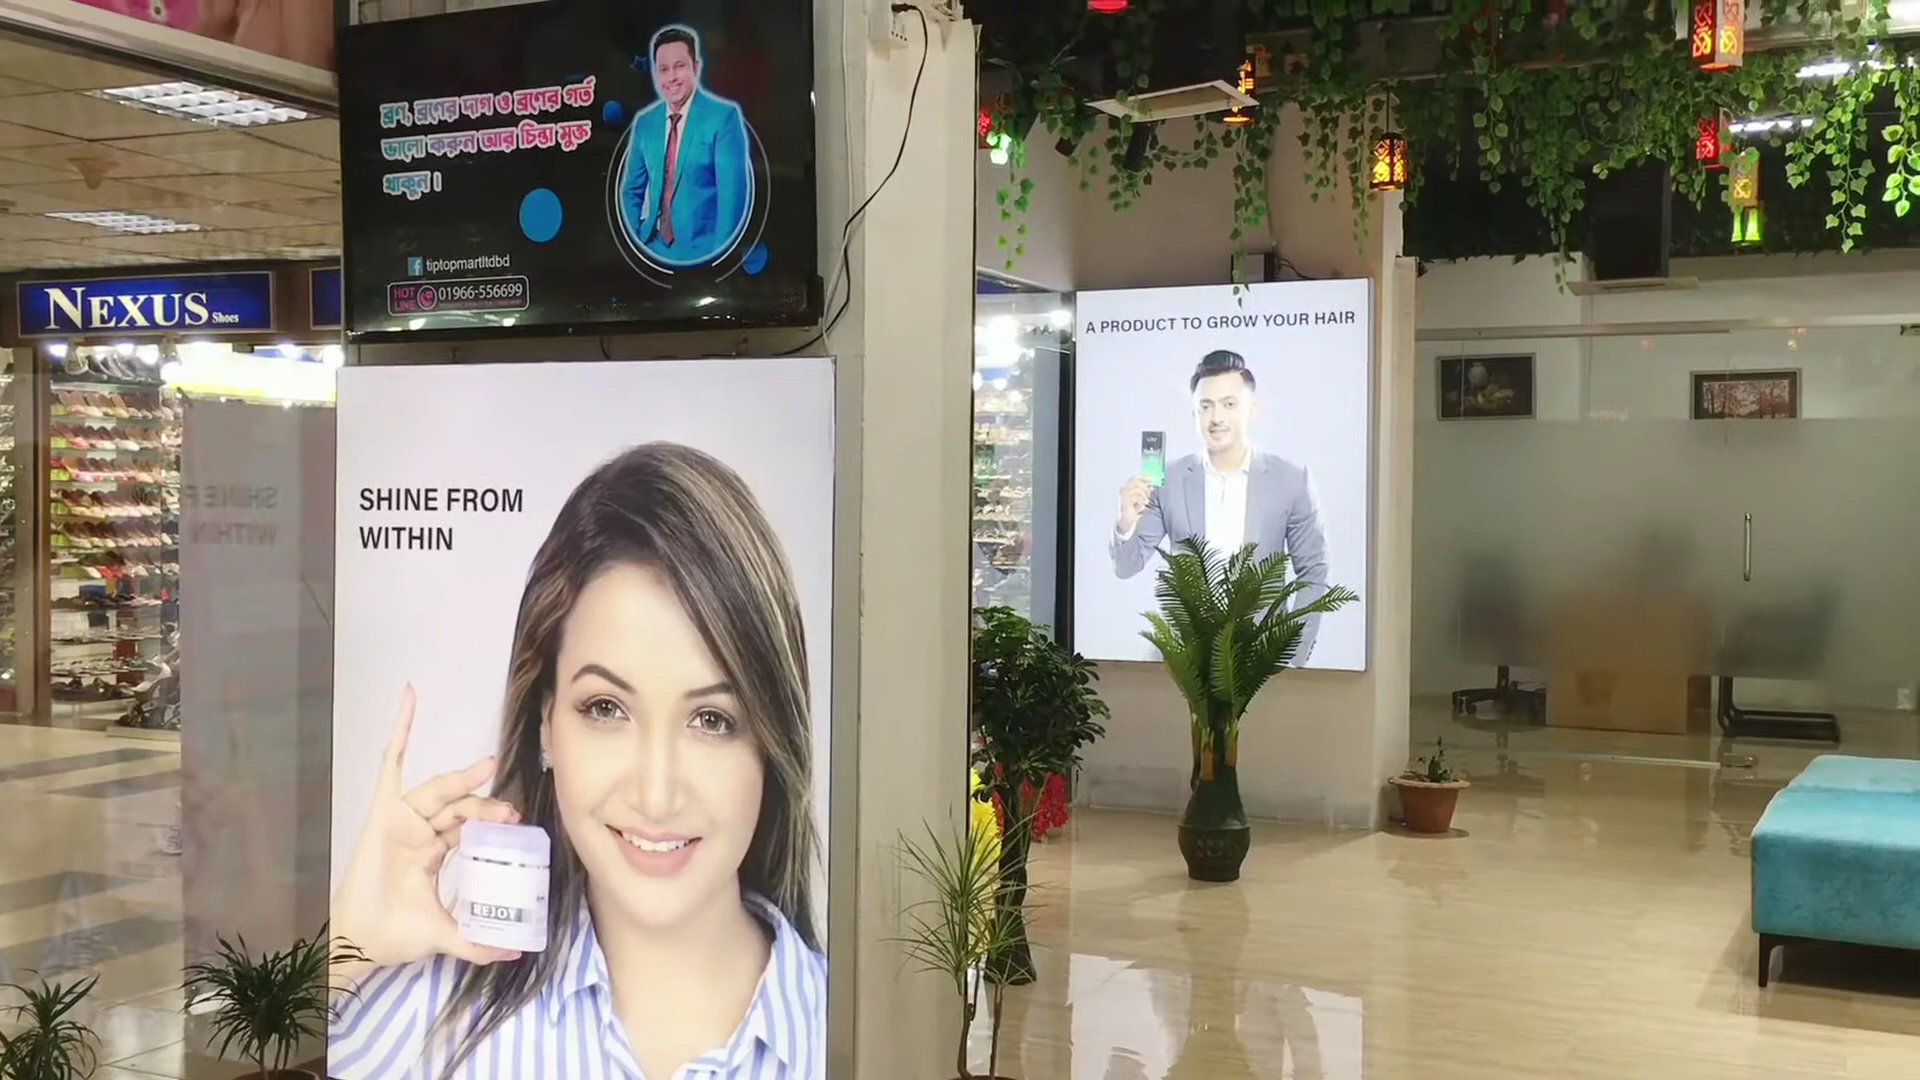 ব্রণ, ব্রণের দাগ ও ব্রণের গর্ত
ভালো করুন আর চিন্তা মুক্ত
থাকুন।
tiptopmartltdbd
HOT LINE 01966-556699
NEXUS Shoes
SHINE FROM
WITHIN
REJOY
A PRODUCT TO GROW YOUR HAIR